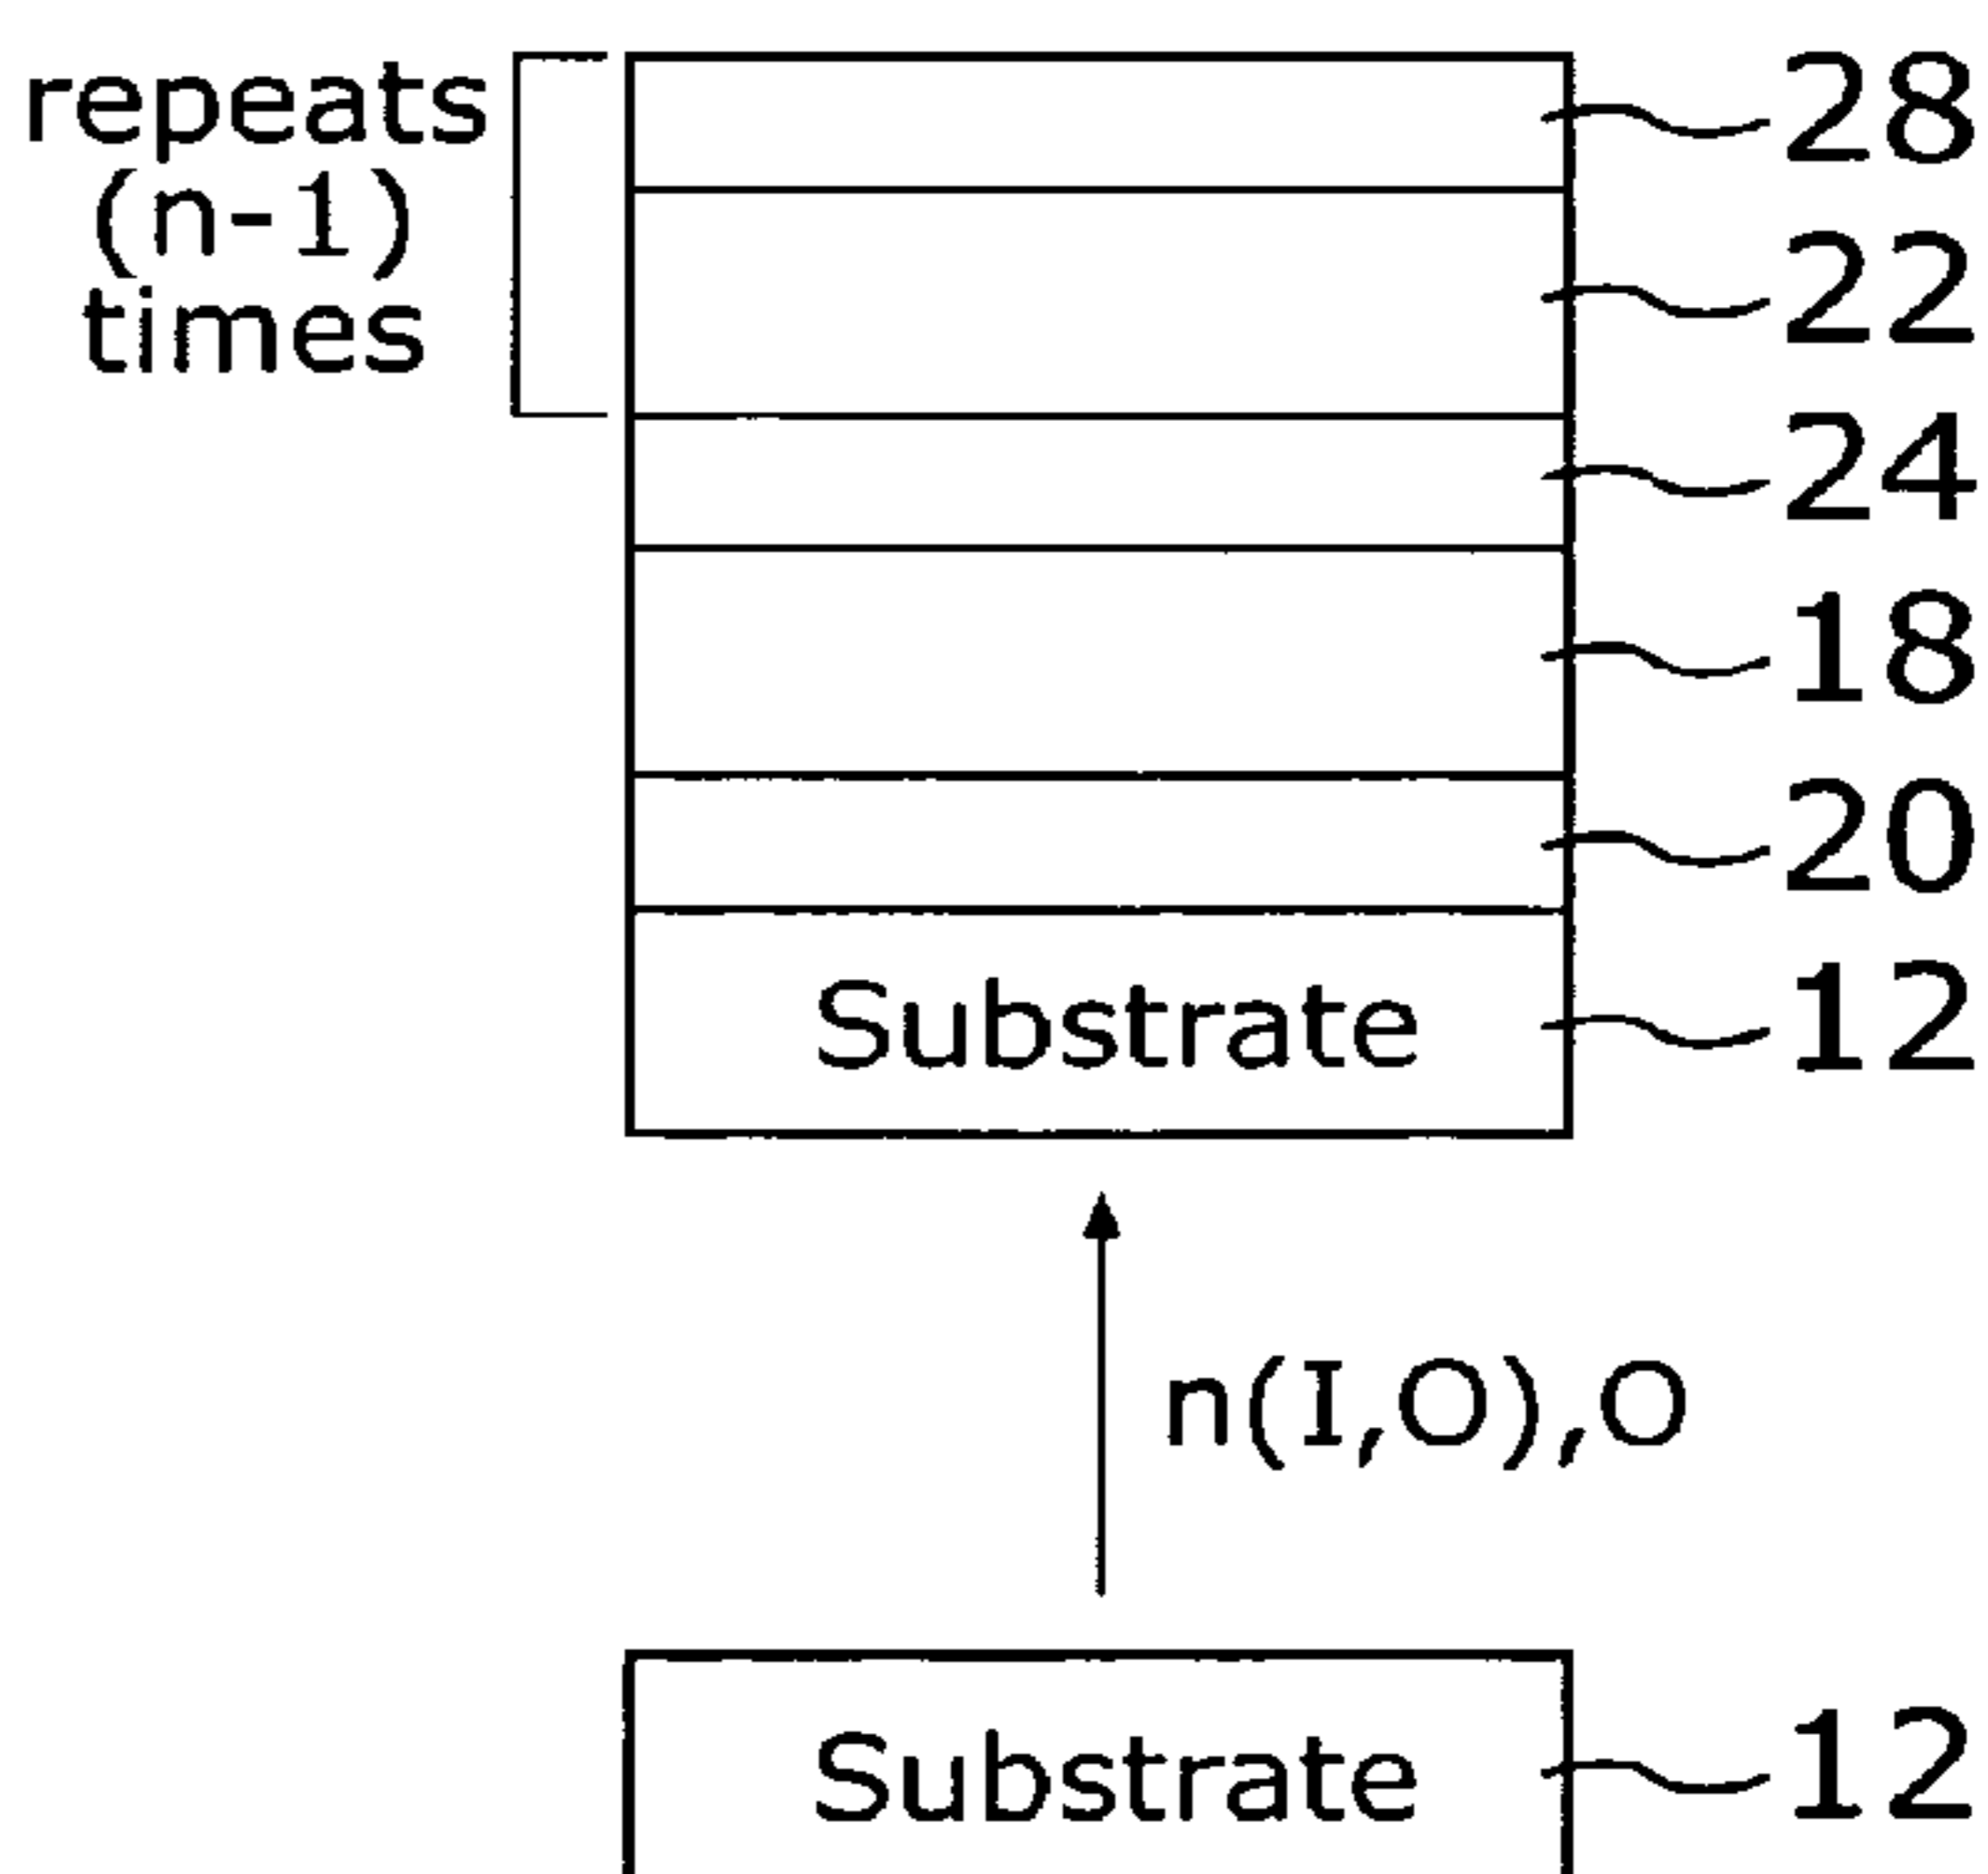 repeats
(n-1)
times
28
22
24
18
20
Substrate 12
n(I,O),O
Substrate 12